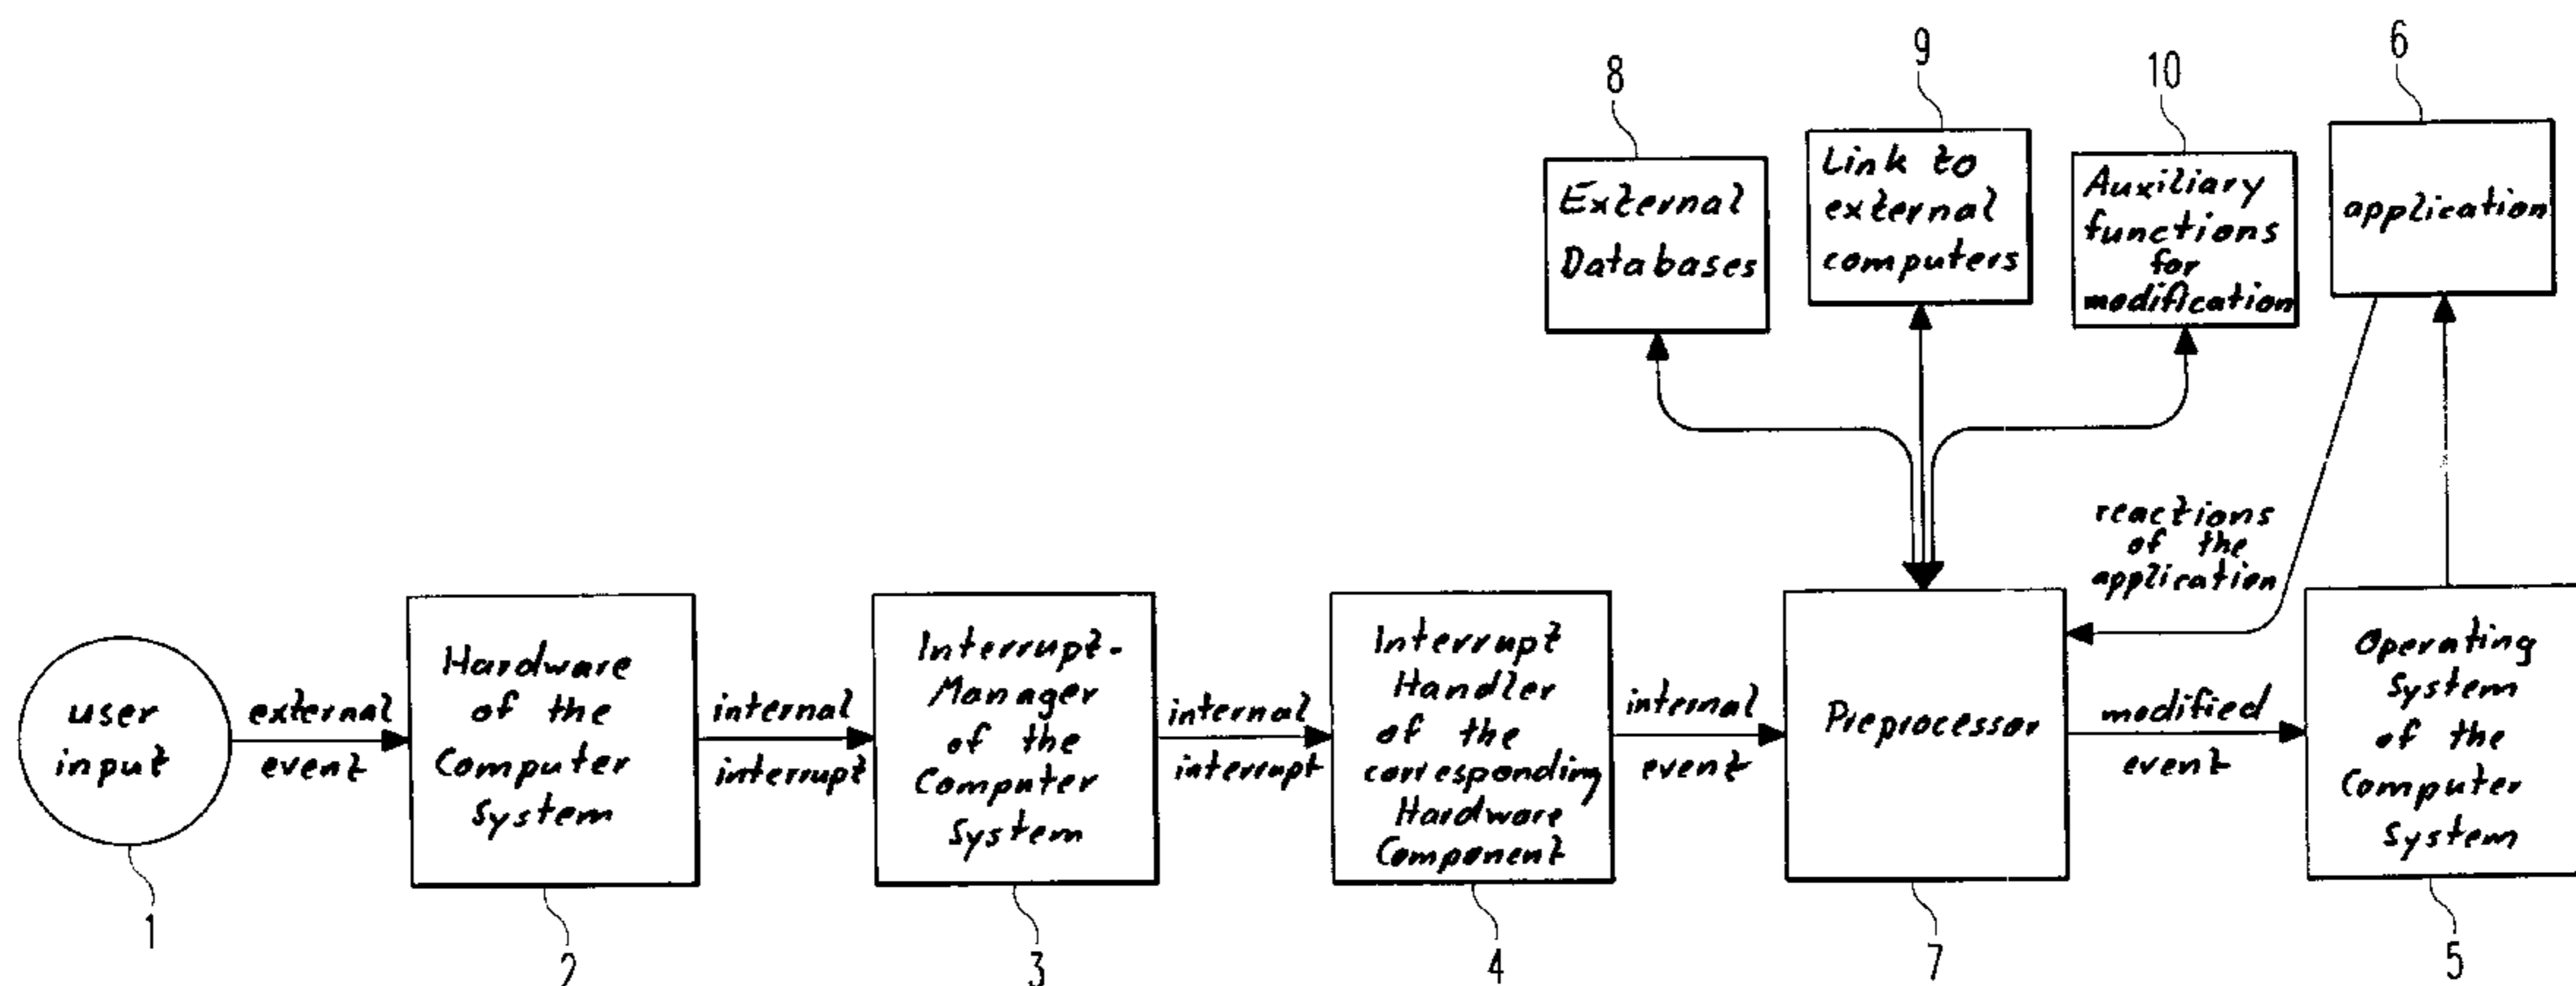 8
9
10
6
External
Databases
Link to
external
computers
Auxiliary
functions
for
modification
application
reactions
of the
application
user
input
external
event
Hardware
of the
Computer
System
internal
interrupt
Interrupt-
Manager
of the
Computer
System
internal
interrupt
Interrupt
Handler
of the
corresponding
Hardware
Component
internal
event
Preprocessor
modified
event
Operating
System
of the
Computer
System
1
2
3
4
7
5